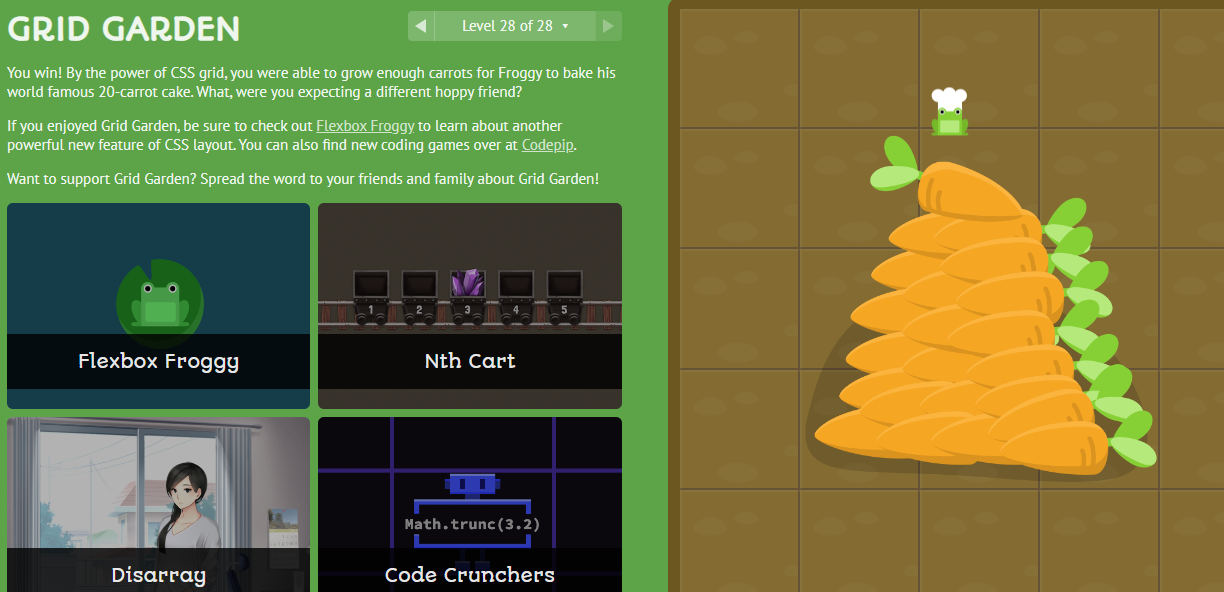 GRID GARDEN
Level 28 of 28
You win! By the power of CSS grid, you were able to grow enough carrots for Froggy to bake his
world famous 20-carrot cake. What, were you expecting a different hoppy friend?
If you enjoyed Grid Garden, be sure to check out Flexbox Froggy to learn about another
powerful new feature of CSS layout. You can also find new coding games over at Codepip.
Want to support Grid Garden? Spread the word to your friends and family about Grid Garden!
Flexbox Froggy
1 2 3 4 5
Nth Cart
Disarray
Math.trunc(3.2)
Code Crunchers